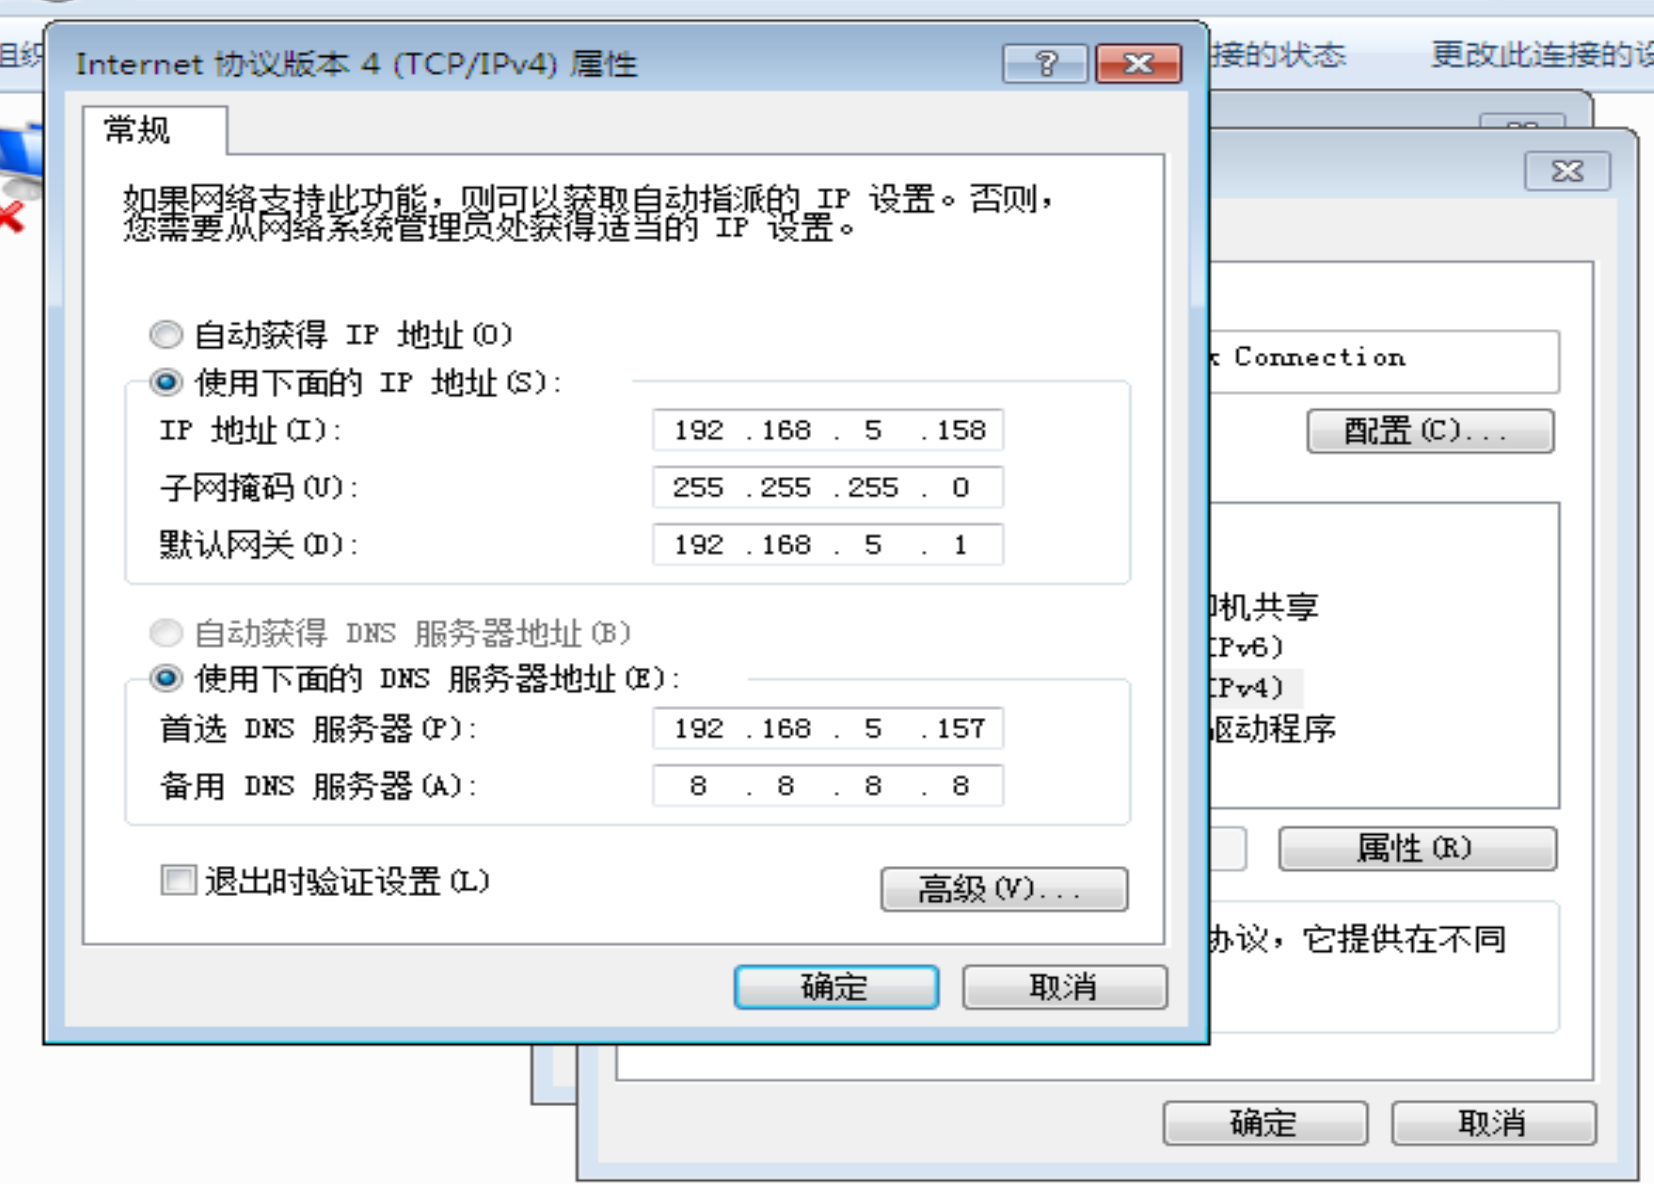 组织
接的状态
更改此连接的设
Internet 协议版本 4 (TCP/IPv4) 属性
常规
如果网络支持此功能，则可以获取自动指派的 IP 设置。否则，
您需要从网络系统管理员处获得适当的 IP 设置。
自动获得 IP 地址(O)
使用下面的 IP 地址(S):
IP 地址(I):
192 .168 . 5 .158
子网掩码(U):
255 .255 .255 . 0
默认网关(D):
192 .168 . 5 . 1
自动获得 DNS 服务器地址(B)
使用下面的 DNS 服务器地址(E):
首选 DNS 服务器(P):
192 .168 . 5 .157
备用 DNS 服务器(A):
8 . 8 . 8 . 8
退出时验证设置(L)
高级(V)...
确定
取消
Connection
配置(C)...
机共享
IPv6)
IPv4)
驱动程序
属性(R)
协议，它提供在不同
确定
取消